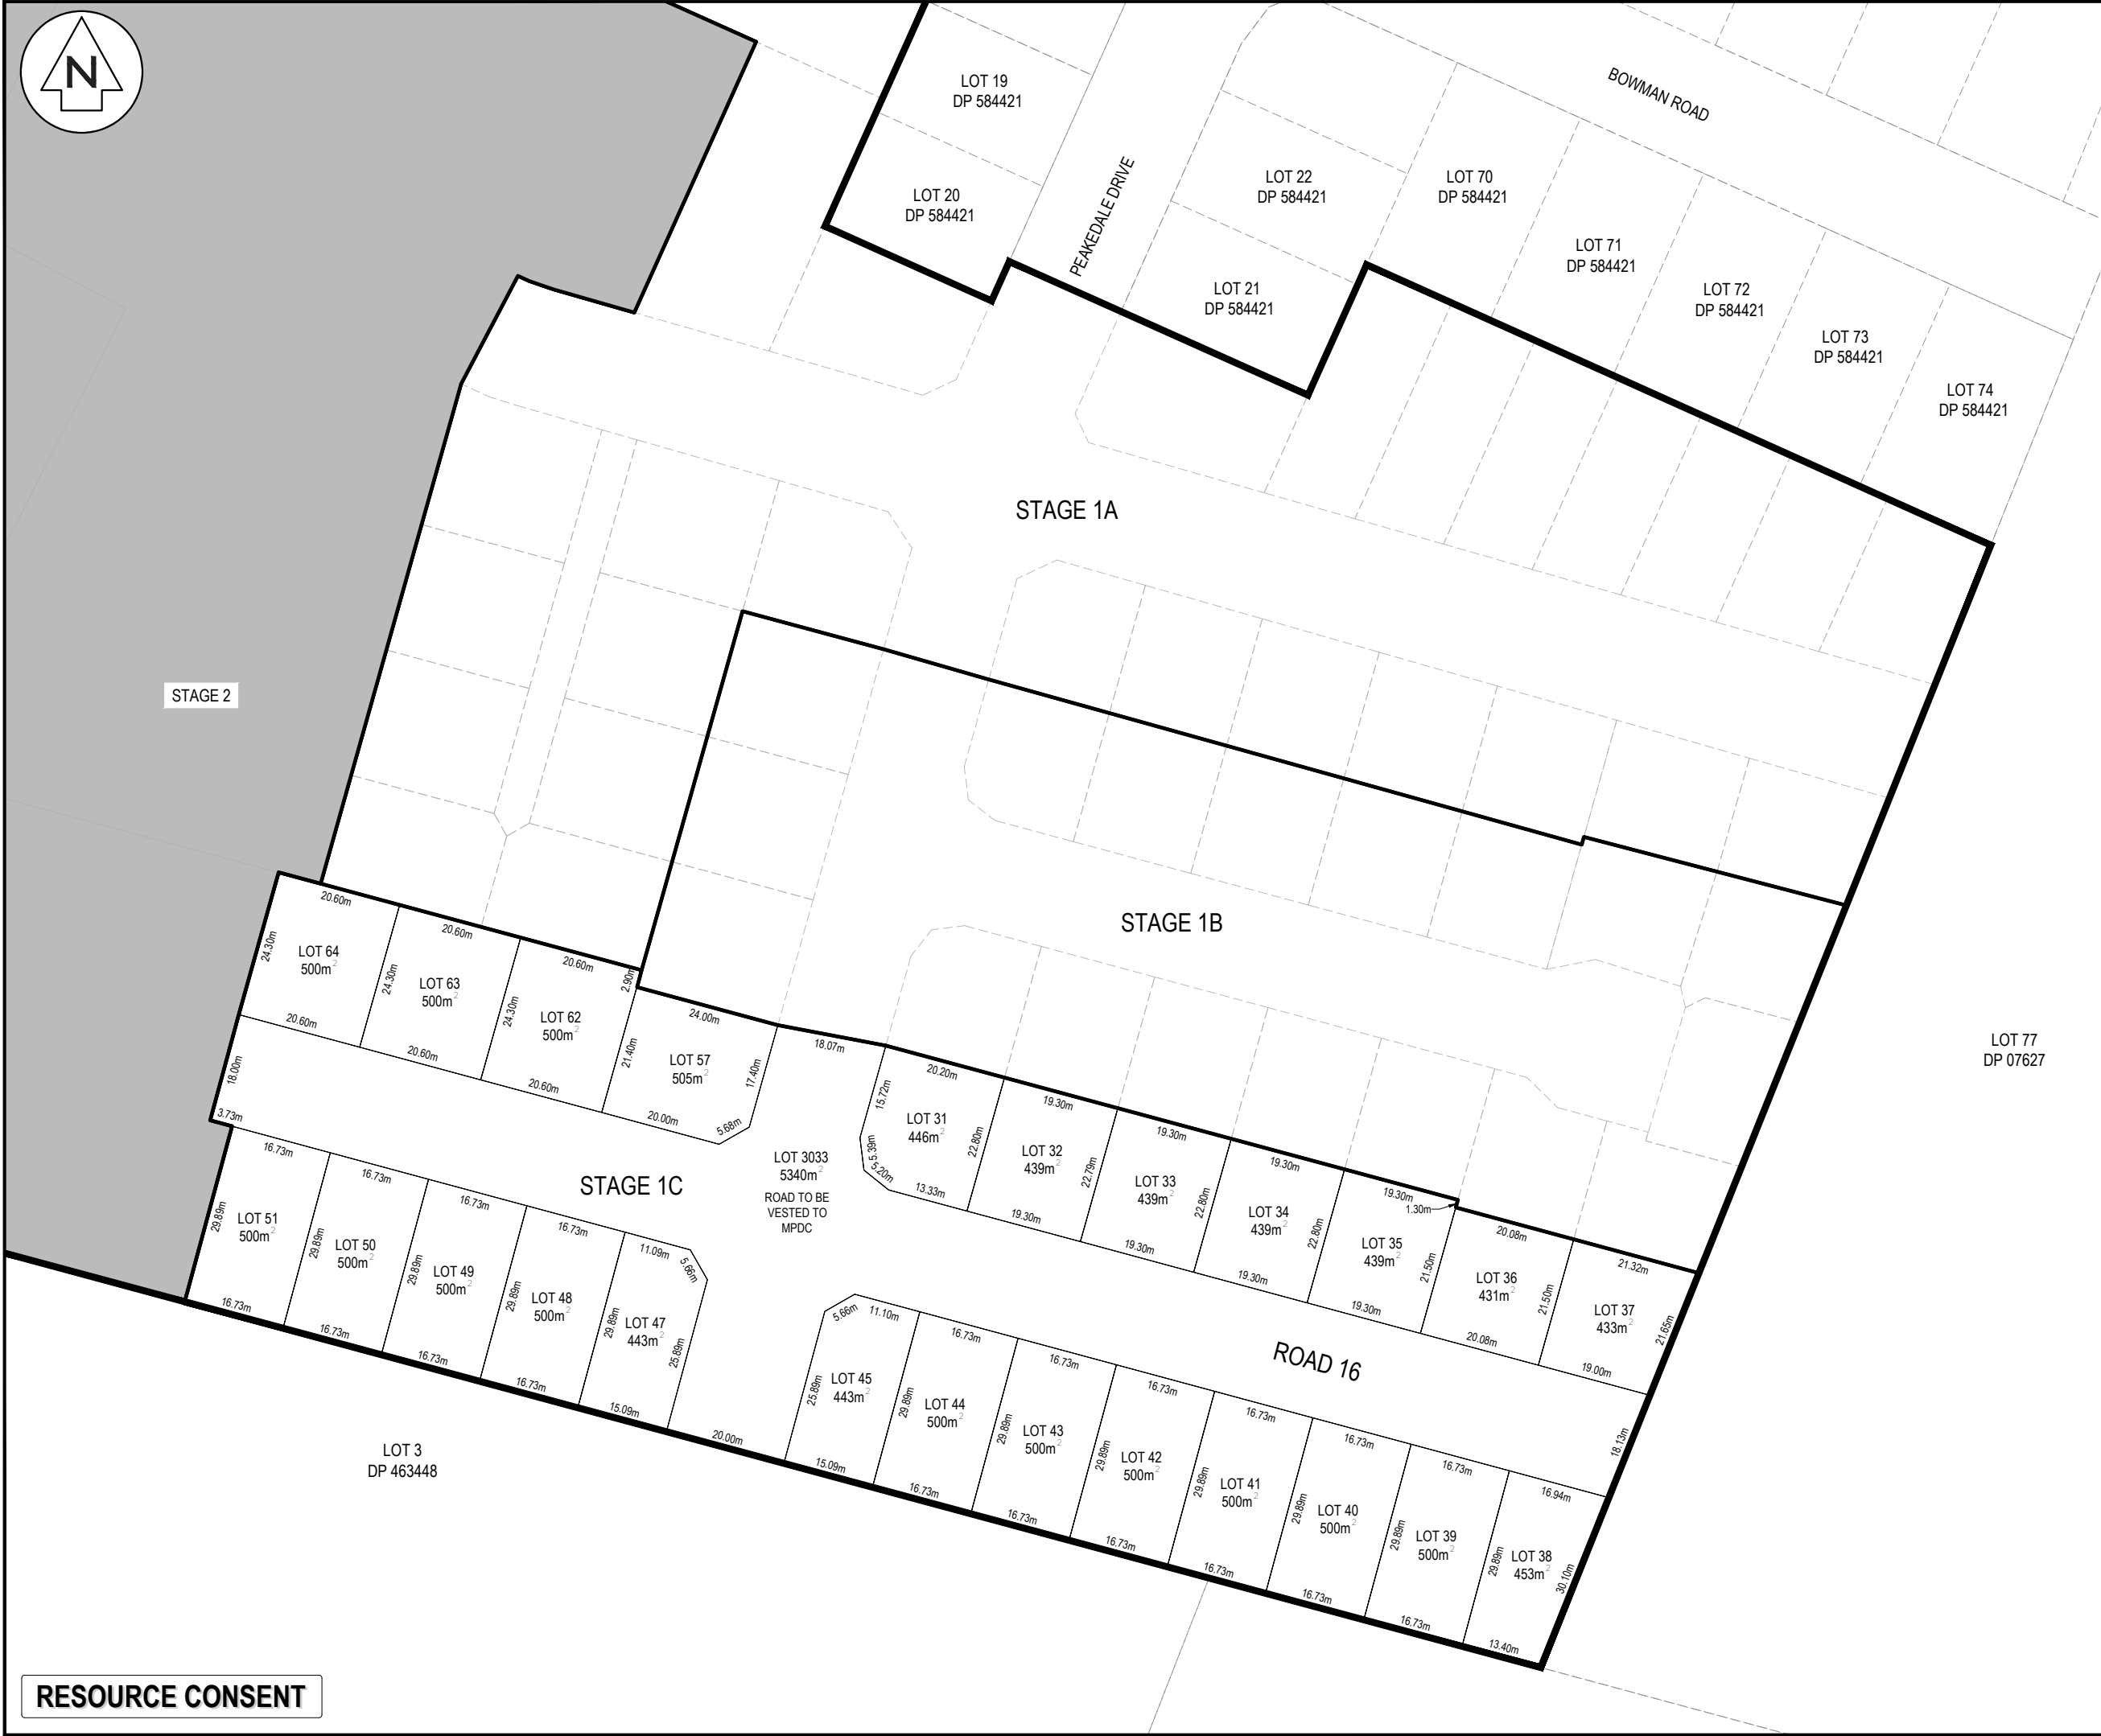 N
LOT 19
DP 584421
BOWMAN ROAD
LOT 20
DP 584421
PEAKEDALE DRIVE
LOT 22
DP 584421
LOT 70
DP 584421
LOT 21
DP 584421
LOT 71
DP 584421
LOT 72
DP 584421
LOT 73
DP 584421
LOT 74
DP 584421
STAGE 1A
STAGE 2
STAGE 1B
LOT 77
DP 07627
20.60m
20.60m
20.60m
2.90m
24.30m
LOT 64
500m²
24.30m
LOT 63
500m²
24.30m
LOT 62
500m²
20.60m
20.60m
20.60m
24.00m
21.40m
LOT 57
505m²
17.40m
20.00m
5.68m
18.07m
18.00m
3.73m
15.72m
20.20m
LOT 31
446m²
5.39m
5.20m
13.33m
22.80m
19.30m
LOT 32
439m²
19.30m
22.79m
19.30m
LOT 33
439m²
19.30m
22.80m
19.30m
LOT 34
439m²
19.30m
22.80m
19.30m
1.30m
LOT 35
439m²
19.30m
21.50m
20.08m
LOT 36
431m²
20.08m
21.50m
21.32m
LOT 37
433m²
19.00m
21.65m
LOT 3033
5340m²
ROAD TO BE
VESTED TO
MPDC
STAGE 1C
ROAD 16
16.73m
29.89m
LOT 51
500m²
16.73m
16.73m
29.89m
LOT 50
500m²
16.73m
16.73m
29.89m
LOT 49
500m²
16.73m
16.73m
29.89m
LOT 48
500m²
16.73m
11.09m
5.66m
29.89m
LOT 47
443m²
25.89m
15.09m
20.00m
5.66m
11.10m
25.89m
LOT 45
443m²
15.09m
16.73m
29.89m
LOT 44
500m²
16.73m
16.73m
29.89m
LOT 43
500m²
16.73m
16.73m
29.89m
LOT 42
500m²
16.73m
16.73m
29.89m
LOT 41
500m²
16.73m
16.73m
29.89m
LOT 40
500m²
16.73m
16.73m
29.89m
LOT 39
500m²
16.73m
18.13m
16.94m
29.89m
LOT 38
453m²
30.10m
13.40m
LOT 3
DP 463448
RESOURCE CONSENT